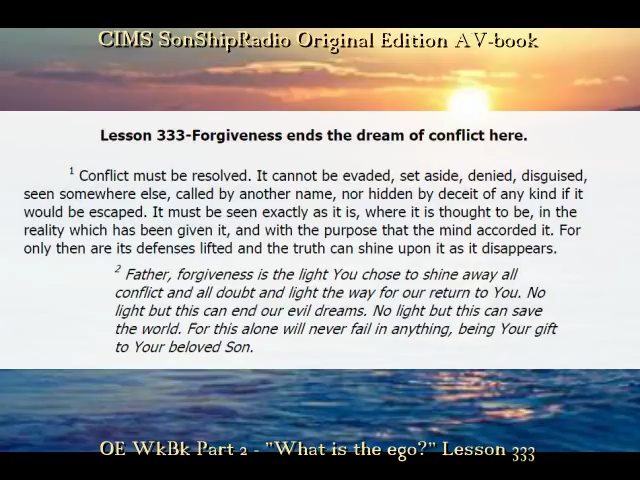 CIMS SonShipRadio Original Edition AV-book
Lesson 333-Forgiveness ends the dream of conflict here.
1 Conflict must be resolved. It cannot be evaded, set aside, denied, disguised,
seen somewhere else, called by another name, nor hidden by deceit of any kind if it
would be escaped. It must be seen exactly as it is, where it is thought to be, in the
reality which has been given it, and with the purpose that the mind accorded it. For
only then are its defenses lifted and the truth can shine upon it as it disappears.
2 Father, forgiveness is the light You chose to shine away all
conflict and all doubt and light the way for our return to You. No
light but this can end our evil dreams. No light but this can save
the world. For this alone will never fail in anything, being Your gift
to Your beloved Son.
OE WkBk Part 2 - "What is the ego?" Lesson 333